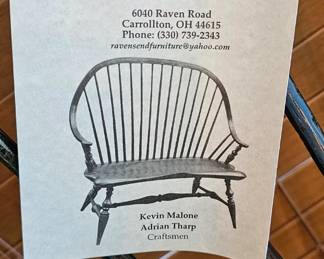 6040 Raven Road
Carrollton, OH 44615
Phone: (330) 739-2343
ravensendfurniture@yahoo.com
Kevin Malone
Adrian Tharp
Craftsmen